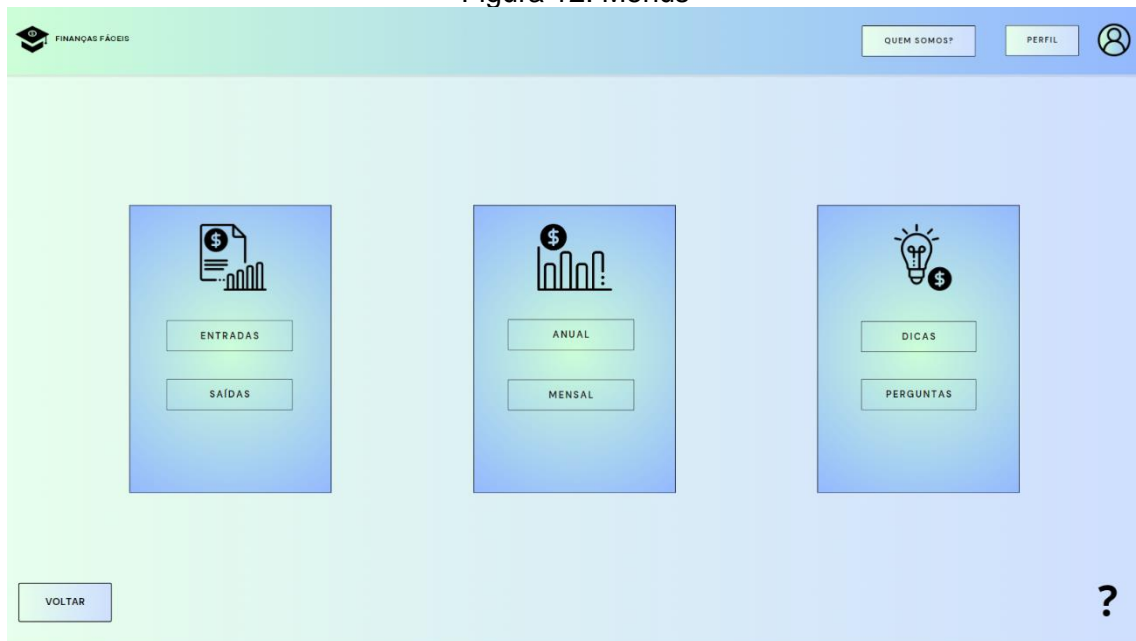 Figura 12. Menus
FINANÇAS FÁCEIS
QUEM SOMOS?
PERFIL
$
$
$
ENTRADAS
ANUAL
DICAS
SAÍDAS
MENSAL
PERGUNTAS
VOLTAR
?